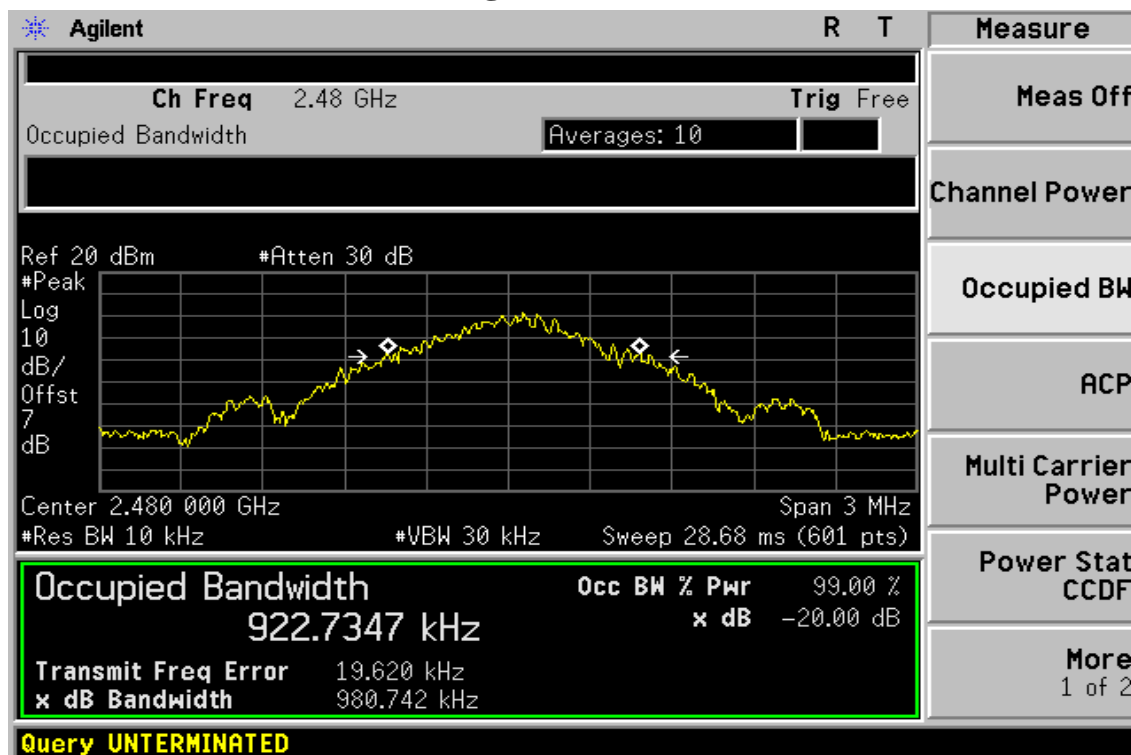 Agilent R T Measure
Ch Freq 2.48 GHz Trig Free
Meas Off
Occupied Bandwidth Averages: 10
Channel Power
Ref 20 dBm #Atten 30 dB
#Peak
Log
10
dB/
Offst
7
dB
Occupied BW
ACP
Multi Carrier
Power
Center 2.480 000 GHz Span 3 MHz
#Res BW 10 kHz #VBW 30 kHz Sweep 28.68 ms (601 pts)
Power Stat
CCDF
Occupied Bandwidth Occ BW % Pwr 99.00 %
922.7347 kHz x dB -20.00 dB
Transmit Freq Error 19.620 kHz
x dB Bandwidth 980.742 kHz
More
1 of 2
Query UNTERMINATED